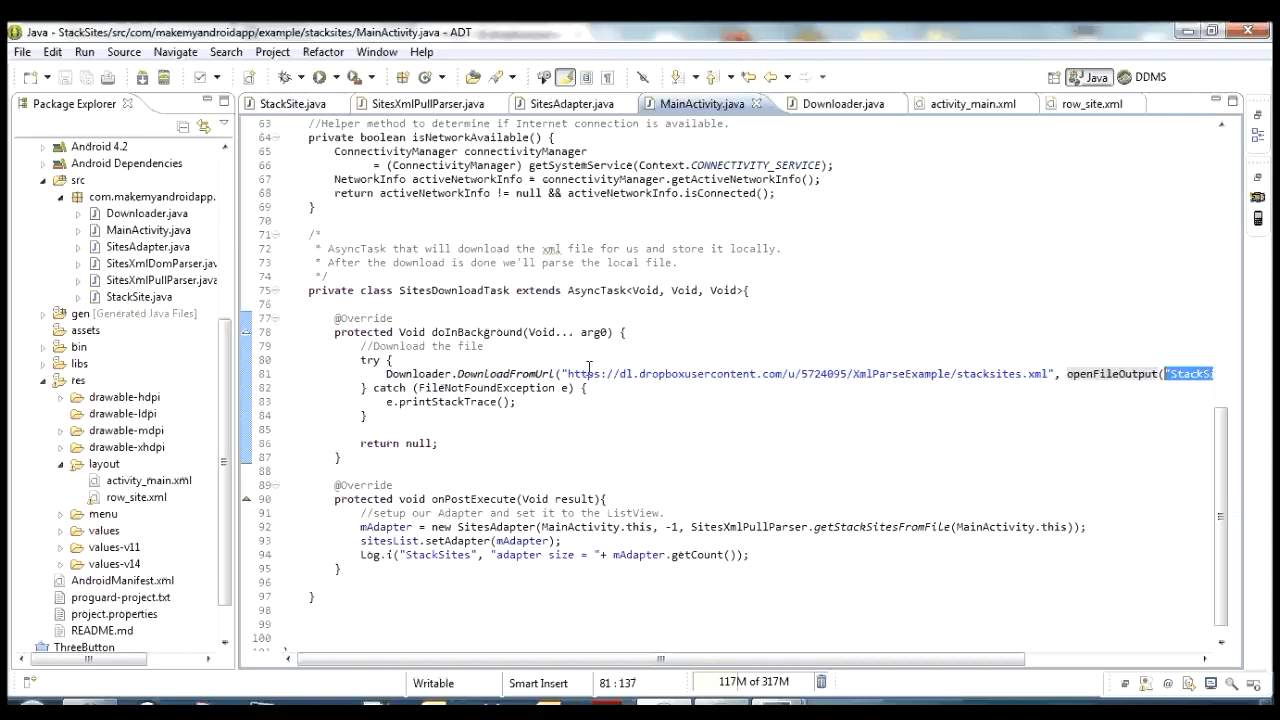 Java - StackSites/src/com/makemyandroidapp/example/stacksites/MainActivity.java - ADT
File Edit Run Source Navigate Search Project Refactor Window Help
Java DDMS
Package Explorer
StackSite.java SitesXmlPullParser.java SitesAdapter.java MainActivity.java Downloader.java activity_main.xml row_site.xml
Android 4.2
Android Dependencies
src
com.makemyandroidapp.
Downloader.java
MainActivity.java
SitesAdapter.java
SitesXmlDomParser.jav
SitesXmlPullParser.java
StackSite.java
gen [Generated Java Files]
assets
bin
libs
res
drawable-hdpi
drawable-ldpi
drawable-mdpi
drawable-xhdpi
layout
activity_main.xml
row_site.xml
menu
values
values-v11
values-v14
AndroidManifest.xml
proguard-project.txt
project.properties
README.md
ThreeButton
63 //Helper method to determine if Internet connection is available.
64 private boolean isNetworkAvailable() {
65 ConnectivityManager connectivityManager
66 = (ConnectivityManager) getSystemService(Context.CONNECTIVITY_SERVICE);
67 NetworkInfo activeNetworkInfo = connectivityManager.getActiveNetworkInfo();
68 return activeNetworkInfo != null && activeNetworkInfo.isConnected();
69 }
70
71 /*
72 * AsyncTask that will download the xml file for us and store it locally.
73 * After the download is done we'll parse the local file.
74 */
75 private class SitesDownloadTask extends AsyncTask<Void, Void, Void>{
76
77 @Override
78 protected Void doInBackground(Void... arg0) {
79 //Download the file
80 try {
81 Downloader.DownloadFromUrl("https://dl.dropboxusercontent.com/u/5724095/XmlParseExample/stacksites.xml", openFileOutput("StackS
82 } catch (FileNotFoundException e) {
83 e.printStackTrace();
84 }
85
86 return null;
87 }
88
89 @Override
90 protected void onPostExecute(Void result){
91 //setup our Adapter and set it to the ListView.
92 mAdapter = new SitesAdapter(MainActivity.this, -1, SitesXmlPullParser.getStackSitesFromFile(MainActivity.this));
93 sitesList.setAdapter(mAdapter);
94 Log.i("StackSites", "adapter size = "+ mAdapter.getCount());
95 }
96
97 }
98
99
100
Writable Smart Insert 81 : 137 117M of 317M